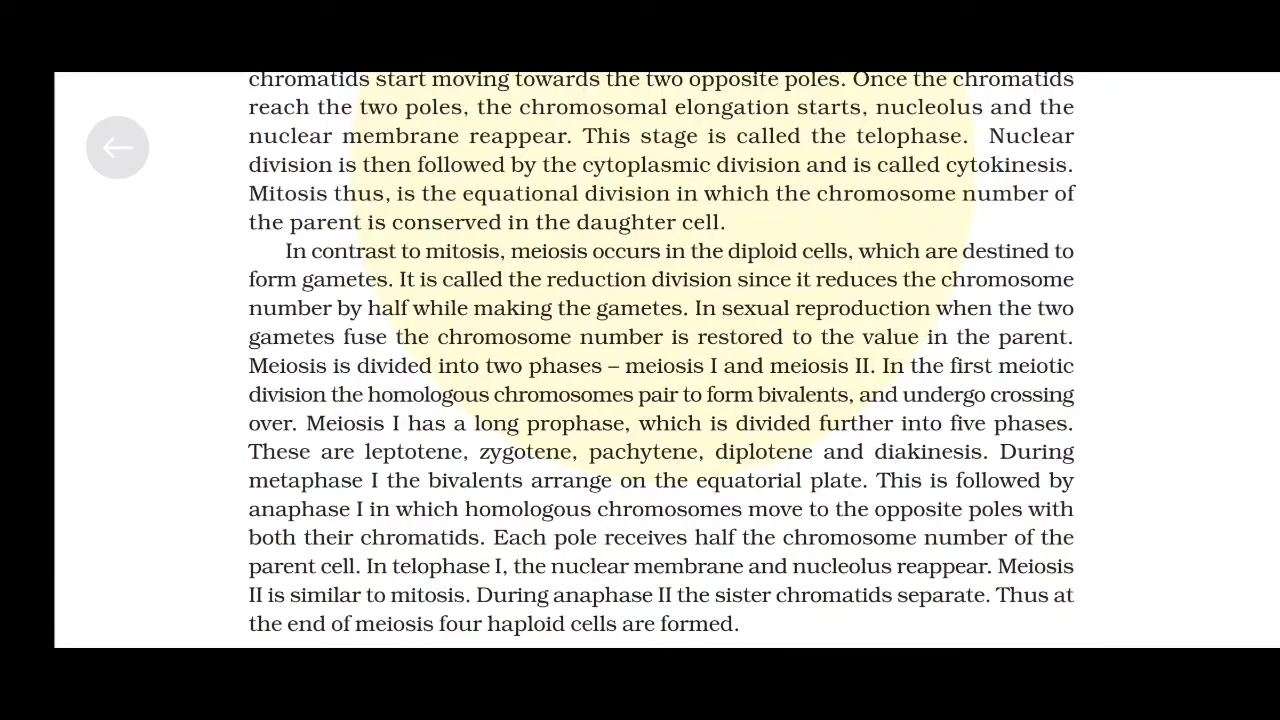 chromatids start moving towards the two opposite poles. Once the chromatids
reach the two poles, the chromosomal elongation starts, nucleolus and the
nuclear membrane reappear. This stage is called the telophase. Nuclear
division is then followed by the cytoplasmic division and is called cytokinesis.
Mitosis thus, is the equational division in which the chromosome number of
the parent is conserved in the daughter cell.
In contrast to mitosis, meiosis occurs in the diploid cells, which are destined to
form gametes. It is called the reduction division since it reduces the chromosome
number by half while making the gametes. In sexual reproduction when the two
gametes fuse the chromosome number is restored to the value in the parent.
Meiosis is divided into two phases – meiosis I and meiosis II. In the first meiotic
division the homologous chromosomes pair to form bivalents, and undergo crossing
over. Meiosis I has a long prophase, which is divided further into five phases.
These are leptotene, zygotene, pachytene, diplotene and diakinesis. During
metaphase I the bivalents arrange on the equatorial plate. This is followed by
anaphase I in which homologous chromosomes move to the opposite poles with
both their chromatids. Each pole receives half the chromosome number of the
parent cell. In telophase I, the nuclear membrane and nucleolus reappear. Meiosis
II is similar to mitosis. During anaphase II the sister chromatids separate. Thus at
the end of meiosis four haploid cells are formed.